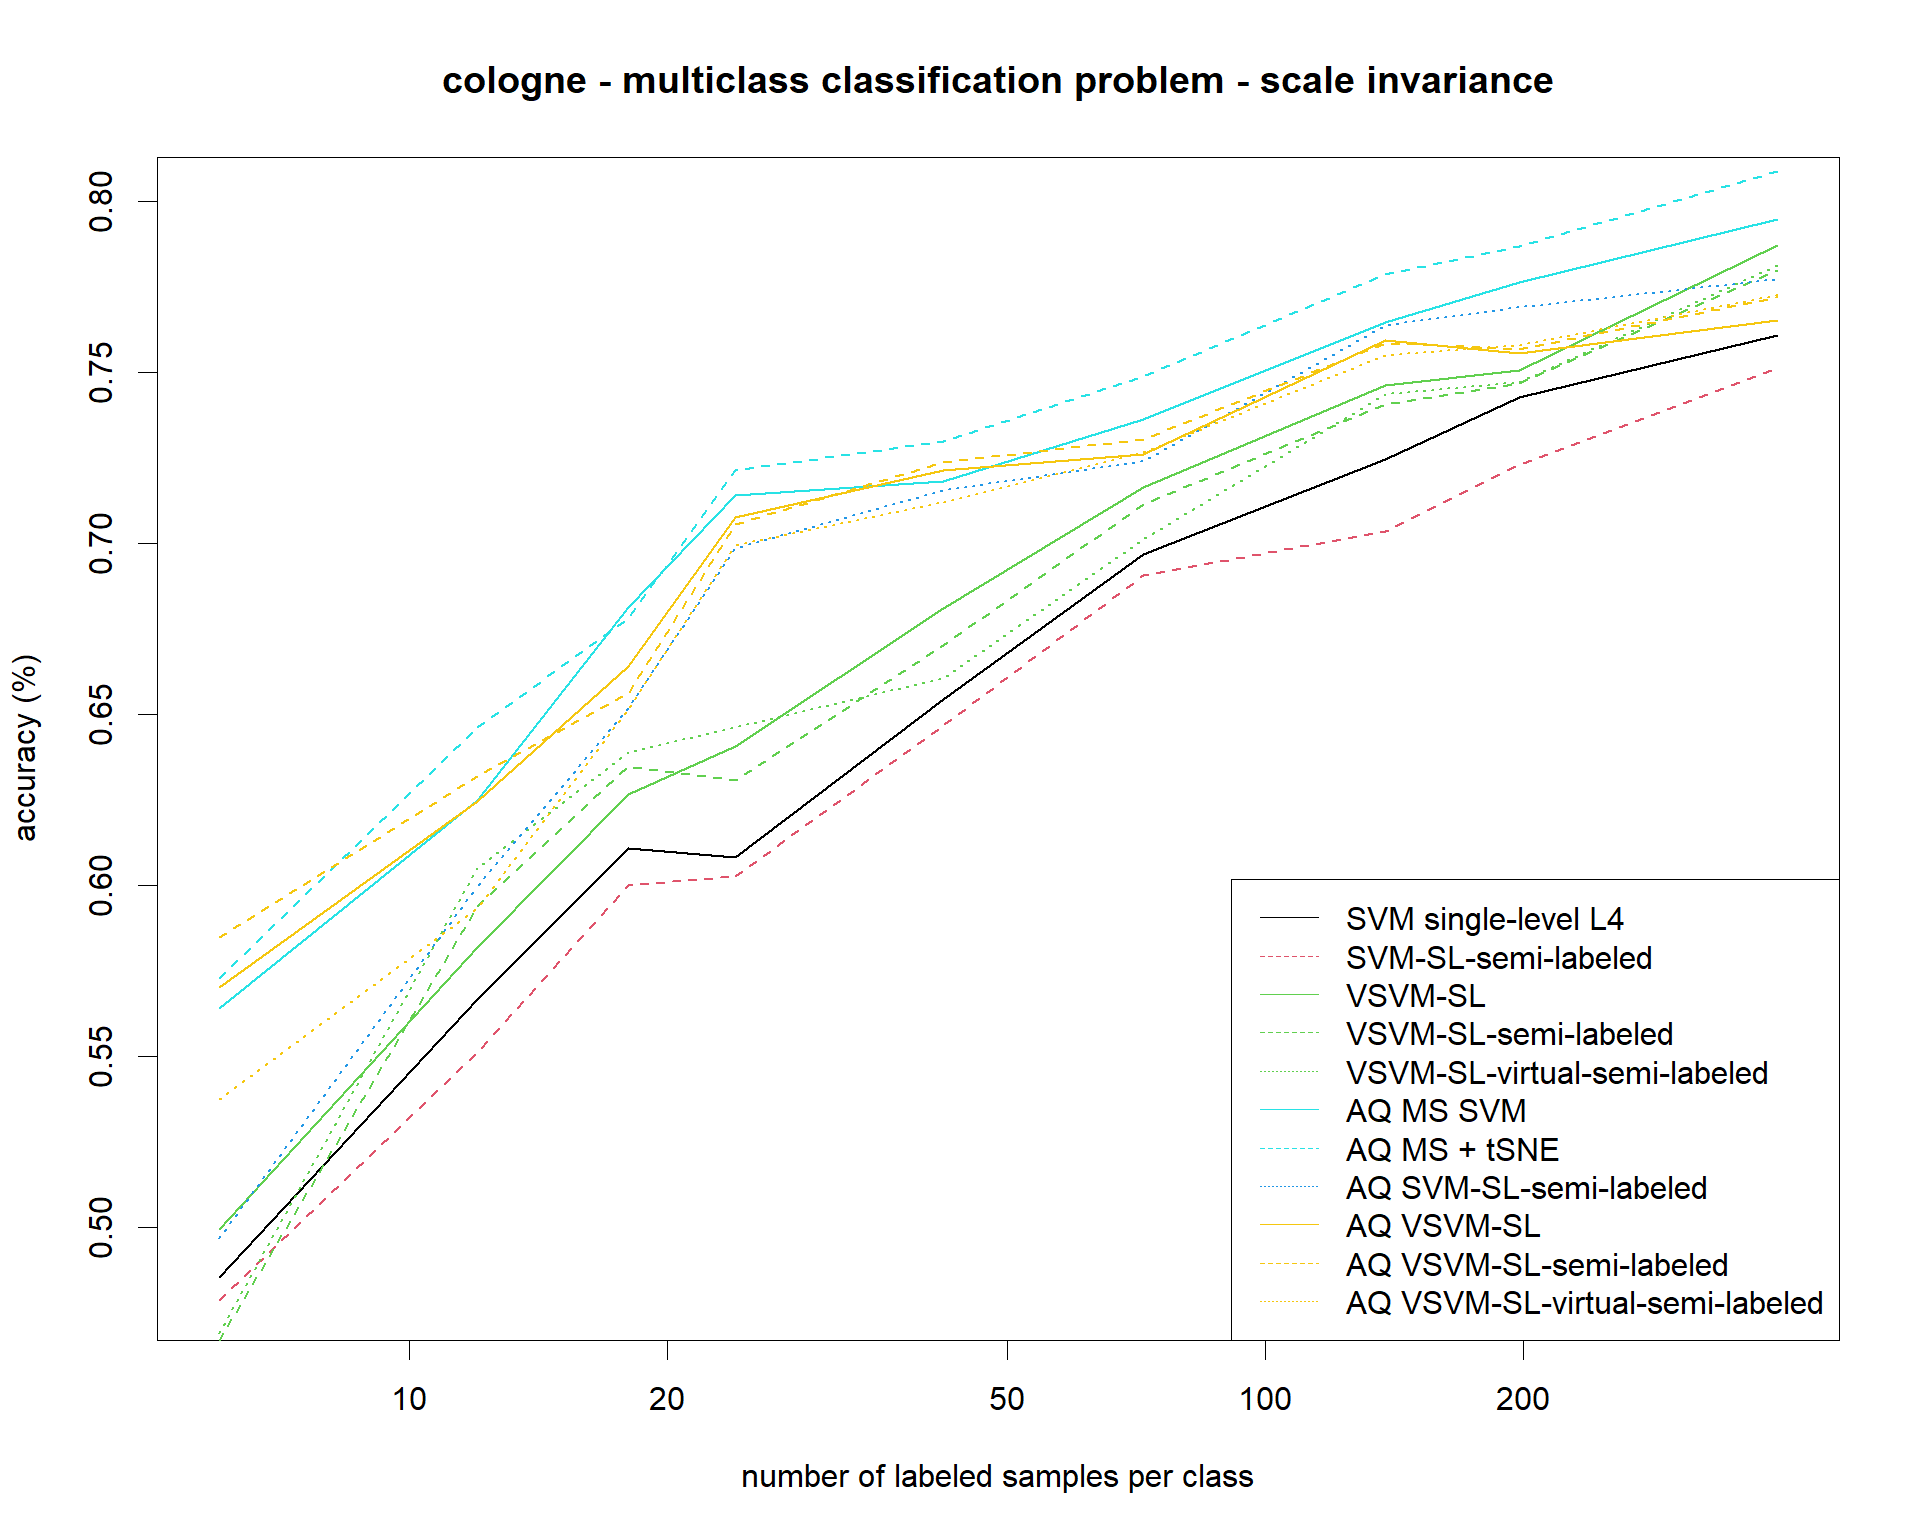 cologne - multiclass classification problem - scale invariance
0.80
0.75
0.70
0.65
0.60
0.55
0.50
accuracy (%)
SVM single-level L4
SVM-SL-semi-labeled
VSVM-SL
VSVM-SL-semi-labeled
VSVM-SL-virtual-semi-labeled
AQ MS SVM
AQ MS + tSNE
AQ SVM-SL-semi-labeled
AQ VSVM-SL
AQ VSVM-SL-semi-labeled
AQ VSVM-SL-virtual-semi-labeled
10 20 50 100 200
number of labeled samples per class